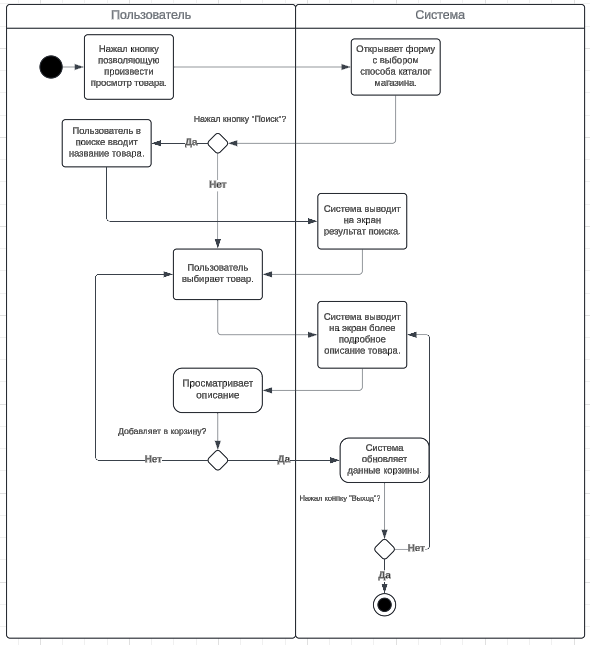 Пользователь
Система
Нажал кнопку
позволяющую
произвести
просмотр товара.
Открывает форму
с выбором
способа каталог
магазина.
Нажал кнопку "Поиск"?
Пользователь в
поиске вводит
название товара.
Да
Нет
Система выводит
на экран
результат поиска.
Пользователь
выбирает товар.
Система выводит
на экран более
подробное
описание товара.
Просматривает
описание
Добавляет в корзину?
Нет
Да
Система
обновляет
данные корзины.
Нажал кнопку "Выход"?
Нет
Да